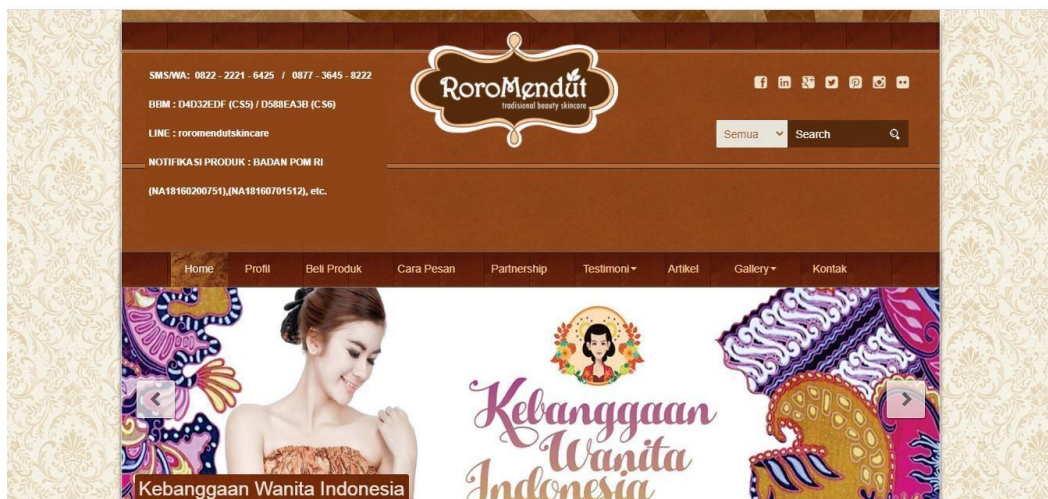 SMS/WA: 0822 - 2221 - 6425 / 0877 - 3645 - 8222
BBM : D4D32EDF (CS5) / D588EA3B (CS6)
LINE : roromendutskincare
NOTIFIKASI PRODUK : BADAN POM RI
(NA18160200751),(NA18160701512), etc.
RoroMendut
tradisional beauty skincare
Semua Search
Home Profil Beli Produk Cara Pesan Partnership Testimoni Artikel Gallery Kontak
Kebanggaan
Wanita
Indonesia
Kebanggaan Wanita Indonesia